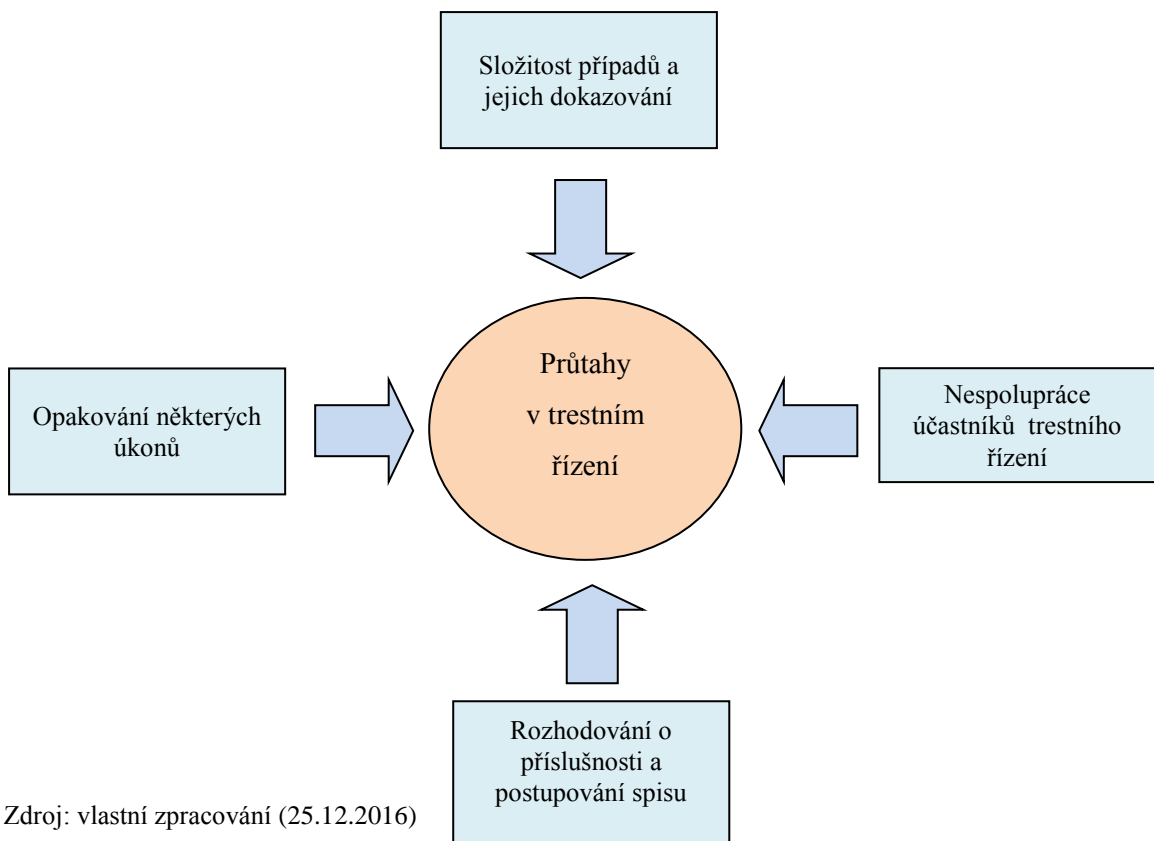 Složitost případů a
jejich dokazování
Průtahy
v trestním
řízení
Opakování některých
úkonů
Nespolupráce
účastníků trestního
řízení
Rozhodování o
příslušnosti a
postupování spisu
Zdroj: vlastní zpracování (25.12.2016)